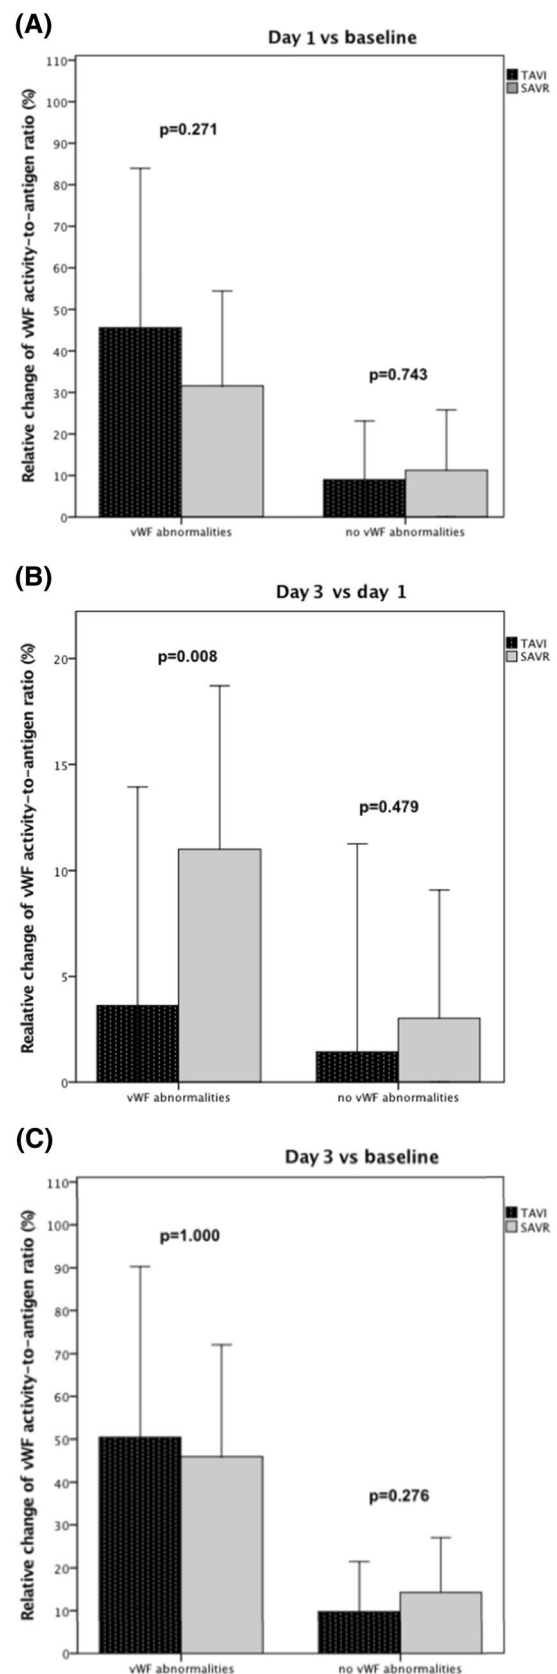 (A)
Day 1 vs baseline
TAVI
SAVR
Relative change of vWF activity-to-antigen ratio (%)
110
100
90
80
70
60
50
40
30
20
10
0
p=0.271
p=0.743
vWF abnormalities
no vWF abnormalities
(B)
Day 3 vs day 1
TAVI
SAVR
Realative change of vWF activity-to-antigen ratio (%)
20
15
10
5
0
p=0.008
p=0.479
vWF abnormalities
no vWF abnormalities
(C)
Day 3 vs baseline
TAVI
SAVR
Relative change of vWF activity-to-antigen ratio (%)
110
100
90
80
70
60
50
40
30
20
10
0
p=1.000
p=0.276
vWF abnormalities
no vWF abnormalities